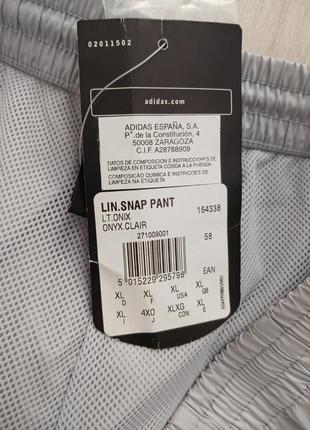 02011502
adidas.com
ADIDAS ESPAÑA, S.A.
Pº. de la Constitución, 4
50008 ZARAGOZA
C.I.F. A28788909
DATOS DE COMPOSICION E INSTRUCCIONES DE
LIMPIEZA EN ETIQUETA COSIDA A LA PRENDA
COMPOSIÇÃO QUIMICA E INSTRUÇOES DE
LIMPEZA NA ETIQUETA
LIN.SNAP PANT
LT.ONIX 164338
ONYX.CLAIR
271009001 58
EAN
5 015229 295798
XL XL XL XL
D F USA GB
XL 4XO XLXG XL
I J CON E